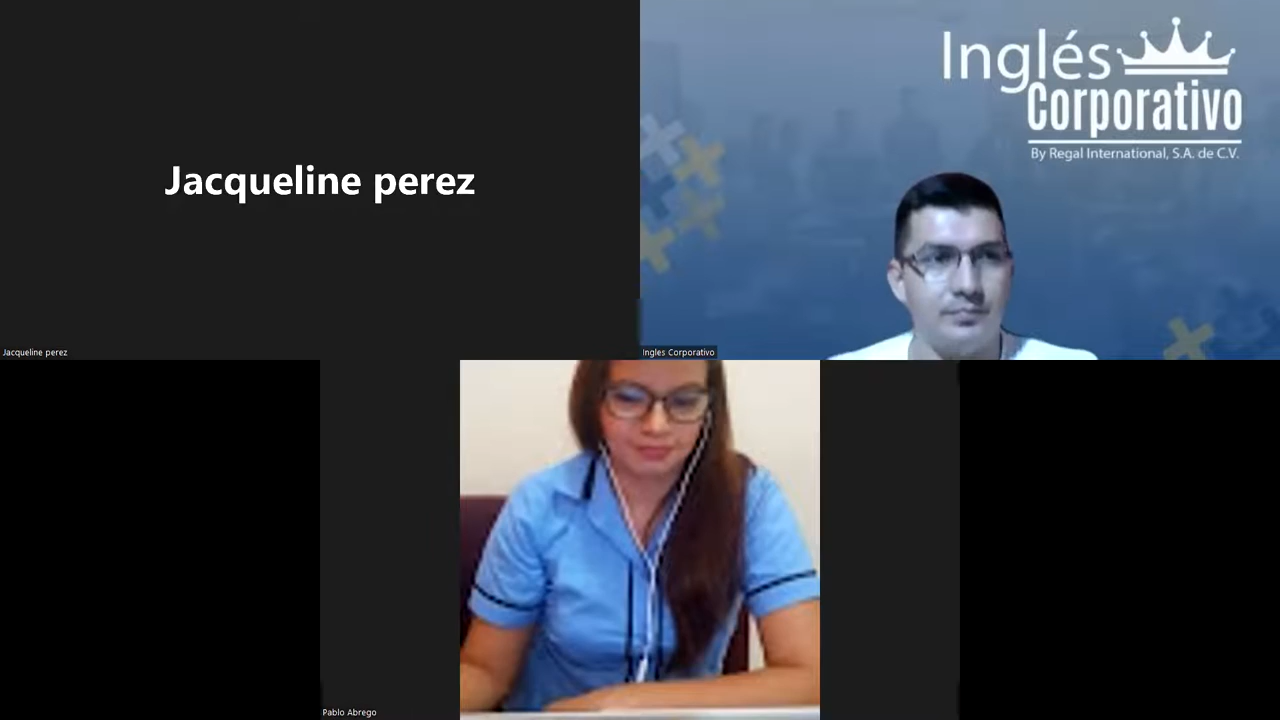 Jacqueline perez
Jacqueline perez
Inglés
Corporativo
By Regal International, S.A. de C.V.
Ingles Corporativo
Pablo Abrego